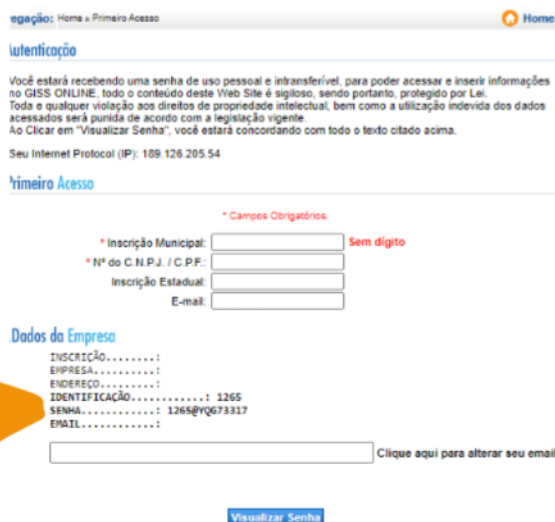 egação: Home » Primeiro Acesso
Home
Autenticação
Você estará recebendo uma senha de uso pessoal e intransferível, para poder acessar e inserir informações
no GISS ONLINE, todo o conteúdo deste Web Site é sigiloso, sendo portanto, protegido por Lei.
Toda e qualquer violação aos direitos de propriedade intelectual, bem como a utilização indevida dos dados
acessados será punida de acordo com a legislação vigente.
Ao Clicar em "Visualizar Senha", você estará concordando com todo o texto citado acima.
Seu Internet Protocol (IP): 189.126.205.54
Primeiro Acesso
* Campos Obrigatórios.
* Inscrição Municipal: Sem dígito
* Nº do C.N.P.J. / C.P.F.:
Inscrição Estadual:
E-mail:
Dados da Empresa
INSCRIÇÃO........:
EMPRESA..........:
ENDEREÇO.........:
IDENTIFICAÇÃO............: 1265
SENHA............: 1265@YQG73317
EMAIL............:
Clique aqui para alterar seu email
Visualizar Senha